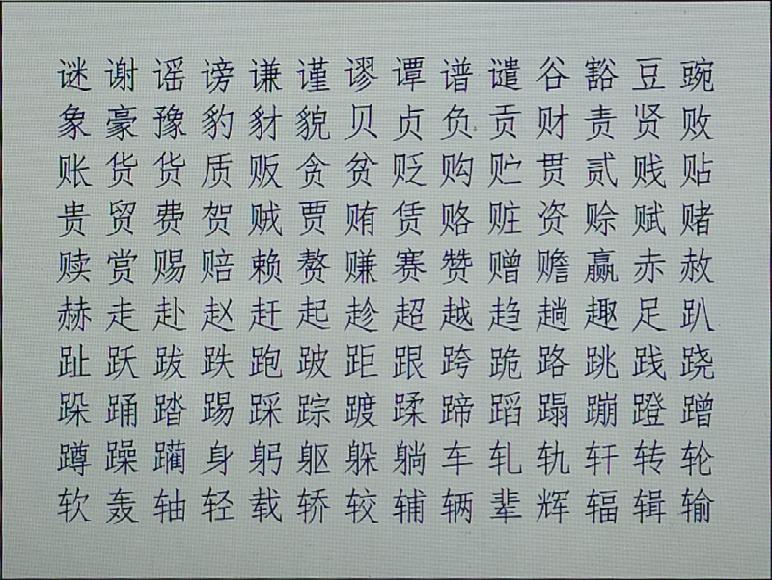 谜谢谣谤谦谨谬谭谱谴谷豁豆豌
象豪豫豹豺貌贝贞负贡财责贤败
账货货质贩贪贫贬购贮贯贰贱贴
贵贸费贺贼贾贿赁赂赃资赊赋赌
赎赏赐赔赖赘赚赛赞赠赡赢赤赦
赫走赴赵赶起趁超越趋趟趣足趴
趾跃跋跌跑跛距跟跨跪路跳践跷
跺踊踏踢踩踪踱蹂蹄蹈蹋蹦蹬蹭
蹲躁躏身躬躯躲躺车轧轨轩转轮
软轰轴轻载轿较辅辆辈辉辐辑输